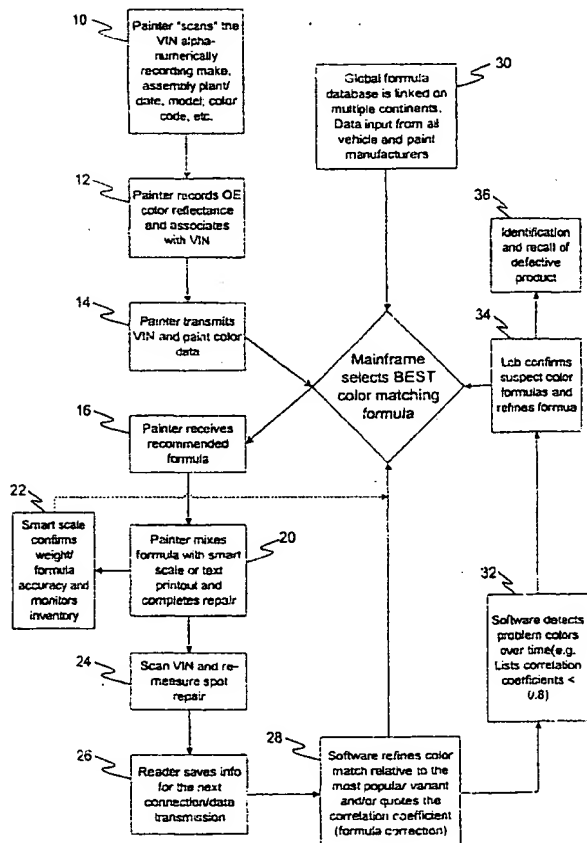 10
Painter "scans" the
VIN alpha-
numerically
recording make,
assembly plant/
date, model; color
code, etc.
12
Painter records OE
color reflectance
and associates
with VIN
14
Painter transmits
VIN and paint color
data
16
Painter receives
recommended
formula
22
Smart scale
confirms
weight/
formula
accuracy and
monitors
inventory
20
Painter mixes
formula with smart
scale or text
printout and
completes repair
24
Scan VIN and re-
measure spot
repair
26
Reader saves info
for the next
connection/data
transmission
28
Software refines color
match relative to the
most popular variant
and/or quotes the
correlation coefficient
(formula correction)
30
Global formula
database is linked on
multiple continents.
Data input from all
vehicle and paint
manufacturers
Mainframe
selects BEST
color matching
formula
32
Software detects
problem colors
over time(e.g.
Lists correlation
coefficients <
0.8)
34
Lab confirms
suspect color
formulas and
refines formua
36
Identification
and recall of
defective
product